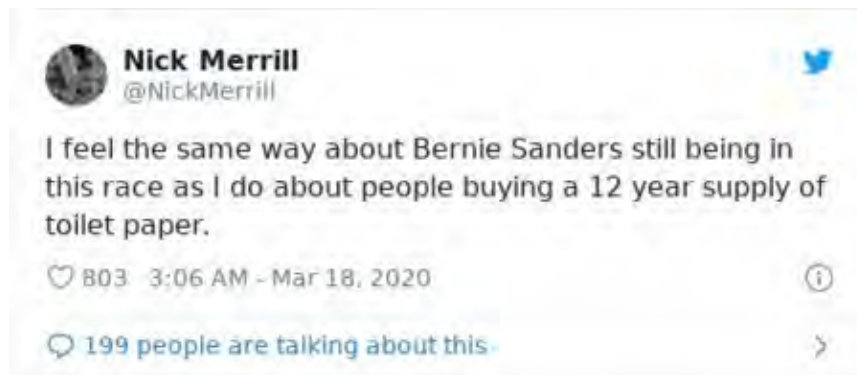 Nick Merrill
@NickMerrill
I feel the same way about Bernie Sanders still being in
this race as I do about people buying a 12 year supply of
toilet paper.
803 3:06 AM - Mar 18, 2020
199 people are talking about this